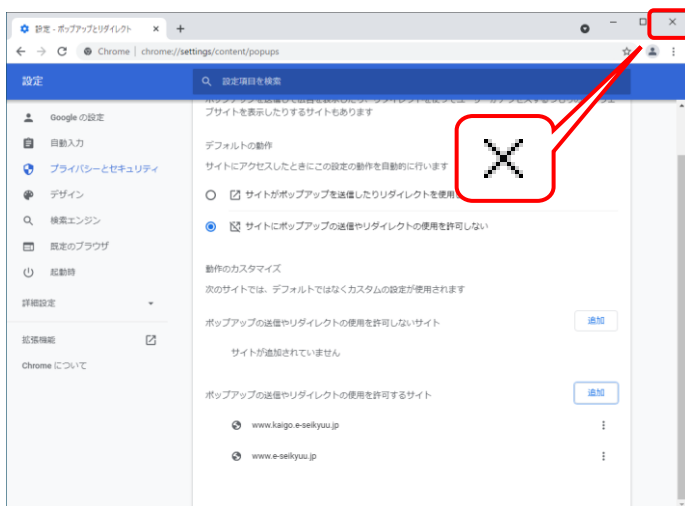 設定 - ポップアップとリダイレクト
Chrome | chrome://settings/content/popups
設定
設定項目を検索
Google の設定
自動入力
プライバシーとセキュリティ
デザイン
検索エンジン
既定のブラウザ
起動時
詳細設定
拡張機能
Chrome について
ブサイトを表示したりするサイトもあります
デフォルトの動作
サイトにアクセスしたときにこの設定の動作を自動的に行います
サイトがポップアップを送信したりリダイレクトを使用
サイトにポップアップの送信やリダイレクトの使用を許可しない
動作のカスタマイズ
次のサイトでは、デフォルトではなくカスタムの設定が使用されます
ポップアップの送信やリダイレクトの使用を許可しないサイト
追加
サイトが追加されていません
ポップアップの送信やリダイレクトの使用を許可するサイト
追加
www.kaigo.e-seikyuu.jp
www.e-seikyuu.jp